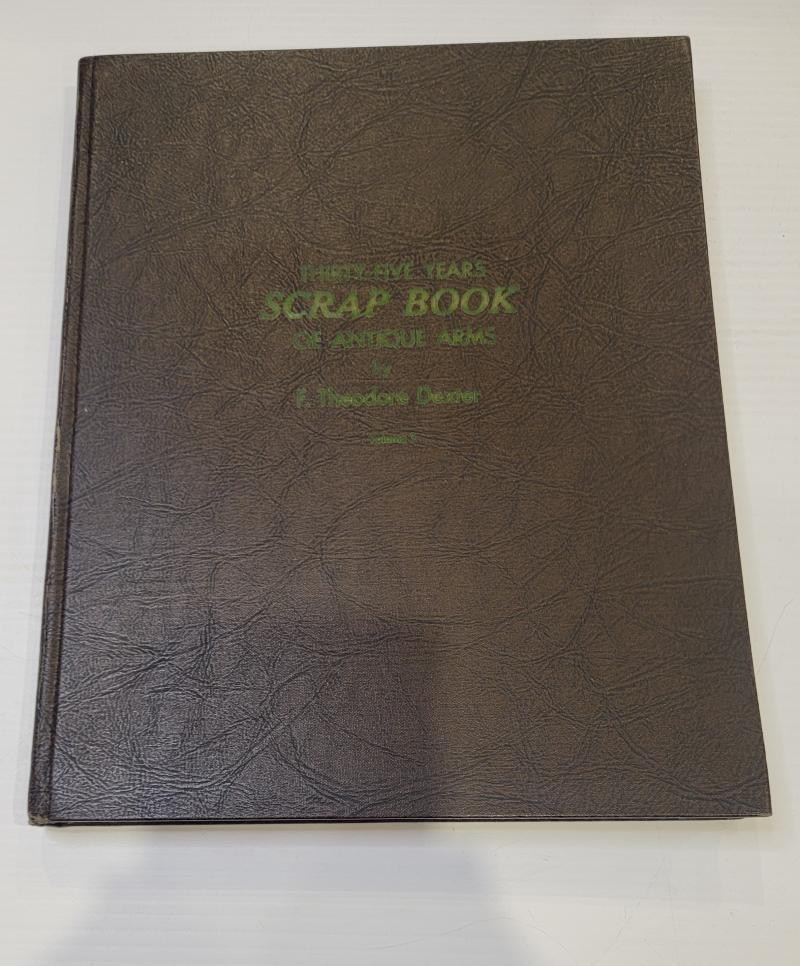 THIRTY-FIVE YEARS
SCRAP BOOK
OF ANTIQUE ARMS
by
F. Theodore Dexter